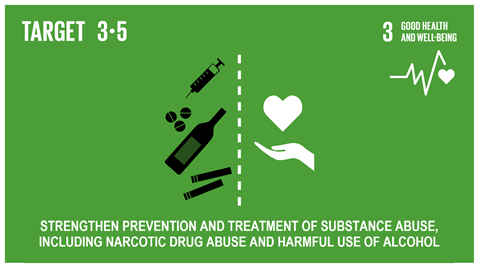 TARGET 3•5
3 GOOD HEALTH
AND WELL-BEING
STRENGTHEN PREVENTION AND TREATMENT OF SUBSTANCE ABUSE,
INCLUDING NARCOTIC DRUG ABUSE AND HARMFUL USE OF ALCOHOL